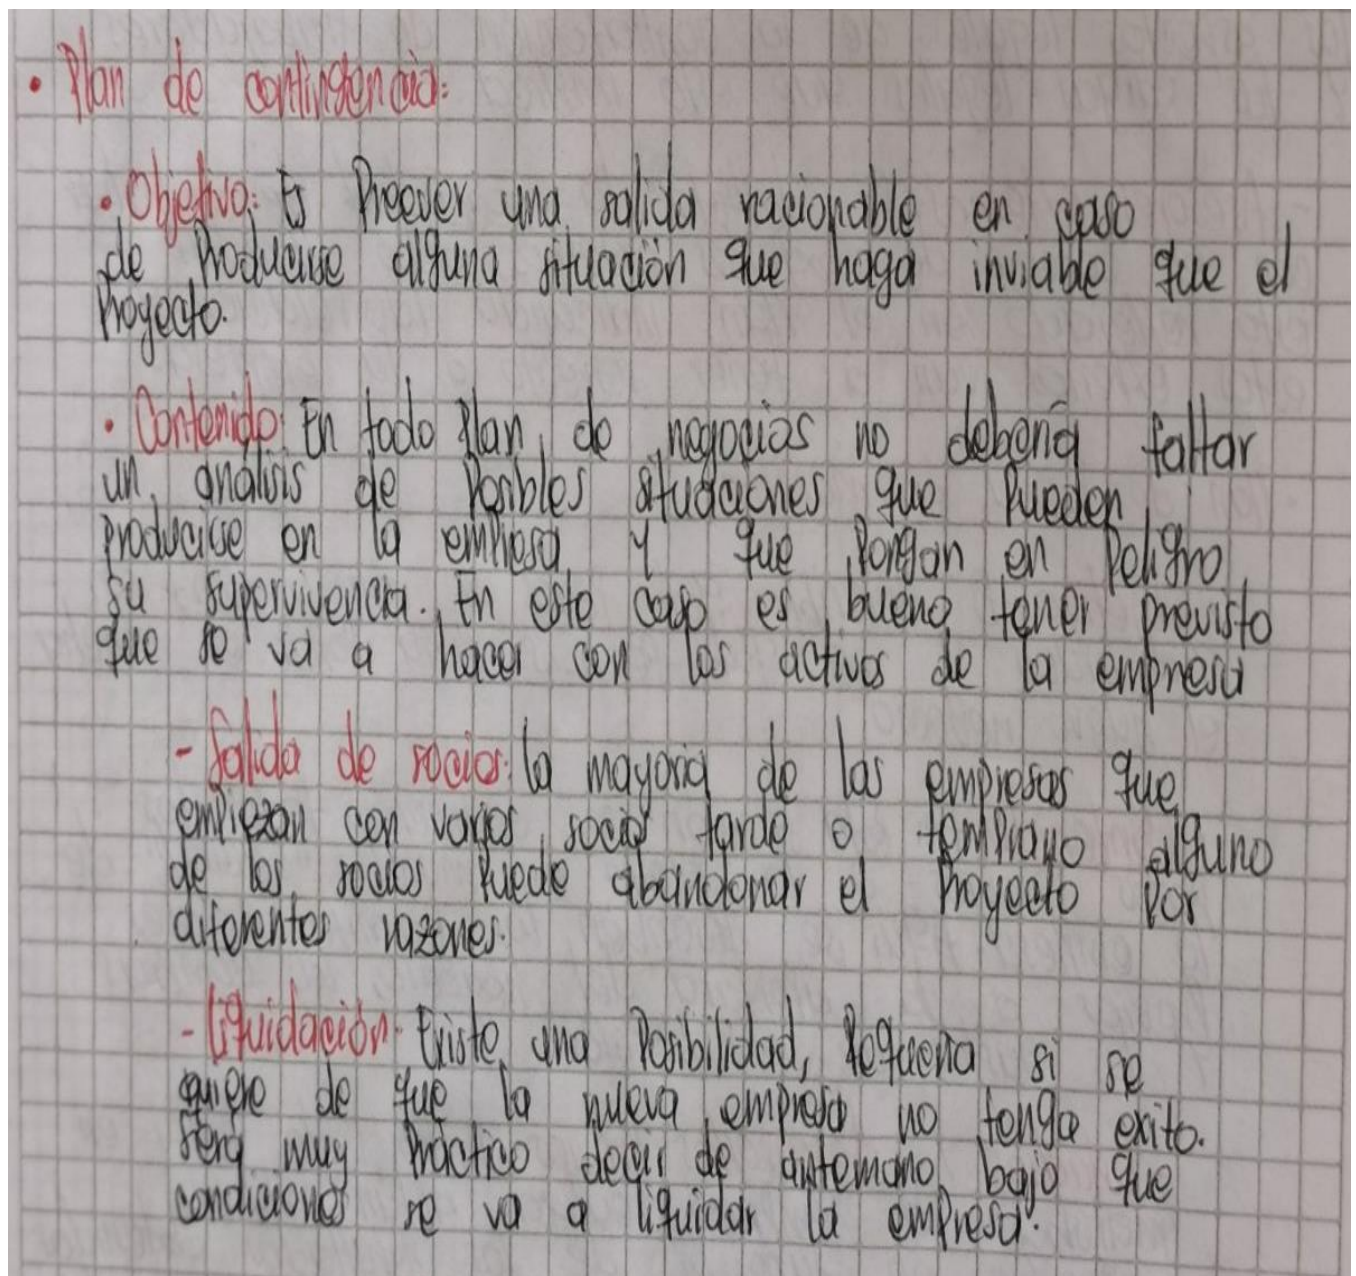 • Plan de contingencia:
• Objetivo: Es Preever una salida racionable en caso
de Producirse alguna situación que haga inviable que el
Proyecto.
• Contenido: En todo Plan de negocios no debería faltar
un análisis de Posibles situaciones que Pueden
producirse en la empresa y que Pongan en Peligro
su supervivencia. En este caso es bueno tener previsto
que se va a hacer con los activos de la empresa
- Salida de socios: la mayoria de las empresas que
empiezan con varios socio tarde o temprano alguno
de los socios Puede abandonar el Proyecto Por
diferentes razones.
- Liquidación: Existe una Posibilidad, Pequeña si se
quiere de que la nueva empresa no tenga exito.
Sera muy Practico decir de antemano bajo que
condiciones se va a liquidar la empresa.